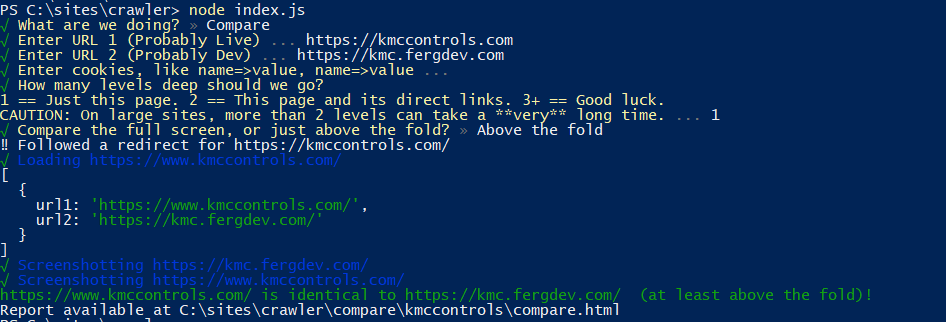 PS C:\sites\crawler> node index.js
√ What are we doing? » Compare
√ Enter URL 1 (Probably Live) ... https://kmccontrols.com
√ Enter URL 2 (Probably Dev) ... https://kmc.fergdev.com
√ Enter cookies, like name=>value, name=>value ...
√ How many levels deep should we go?
1 == Just this page. 2 == This page and its direct links. 3+ == Good luck.
CAUTION: On large sites, more than 2 levels can take a **very** long time. ... 1
√ Compare the full screen, or just above the fold? » Above the fold
‼ Followed a redirect for https://kmccontrols.com/
√ Loading https://www.kmccontrols.com/
[
  {
    url1: 'https://www.kmccontrols.com/',
    url2: 'https://kmc.fergdev.com/'
  }
]
√ Screenshotting https://kmc.fergdev.com/
√ Screenshotting https://www.kmccontrols.com/
https://www.kmccontrols.com/ is identical to https://kmc.fergdev.com/  (at least above the fold)!
Report available at C:\sites\crawler\compare\kmccontrols\compare.html